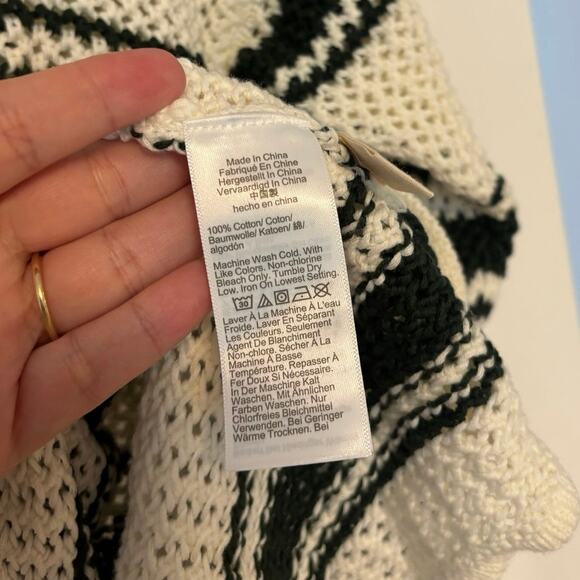 Made In China
Fabriqué En Chine
Hergestellt In China
Vervaardigd In China
中国製
hecho en china
100% Cotton/ Coton/
Baumwolle/ Katoen/ 綿/
algodón
Machine Wash Cold. With
Like Colors. Non-chlorine
Bleach Only. Tumble Dry
Low. Iron On Lowest Setting.
30
Laver À La Machine À L'eau
Froide. Laver En Séparant
Les Couleurs. Seulement
Agent De Blanchiment
Non-chlore. Sécher À La
Machine À Basse
Température. Repasser À
Fer Doux Si Nécessaire.
In Der Maschine Kalt
Waschen. Mit Ähnlichen
Farben Waschen. Nur
Chlorfreies Bleichmittel
Verwenden. Bei Geringer
Wärme Trocknen. Bei